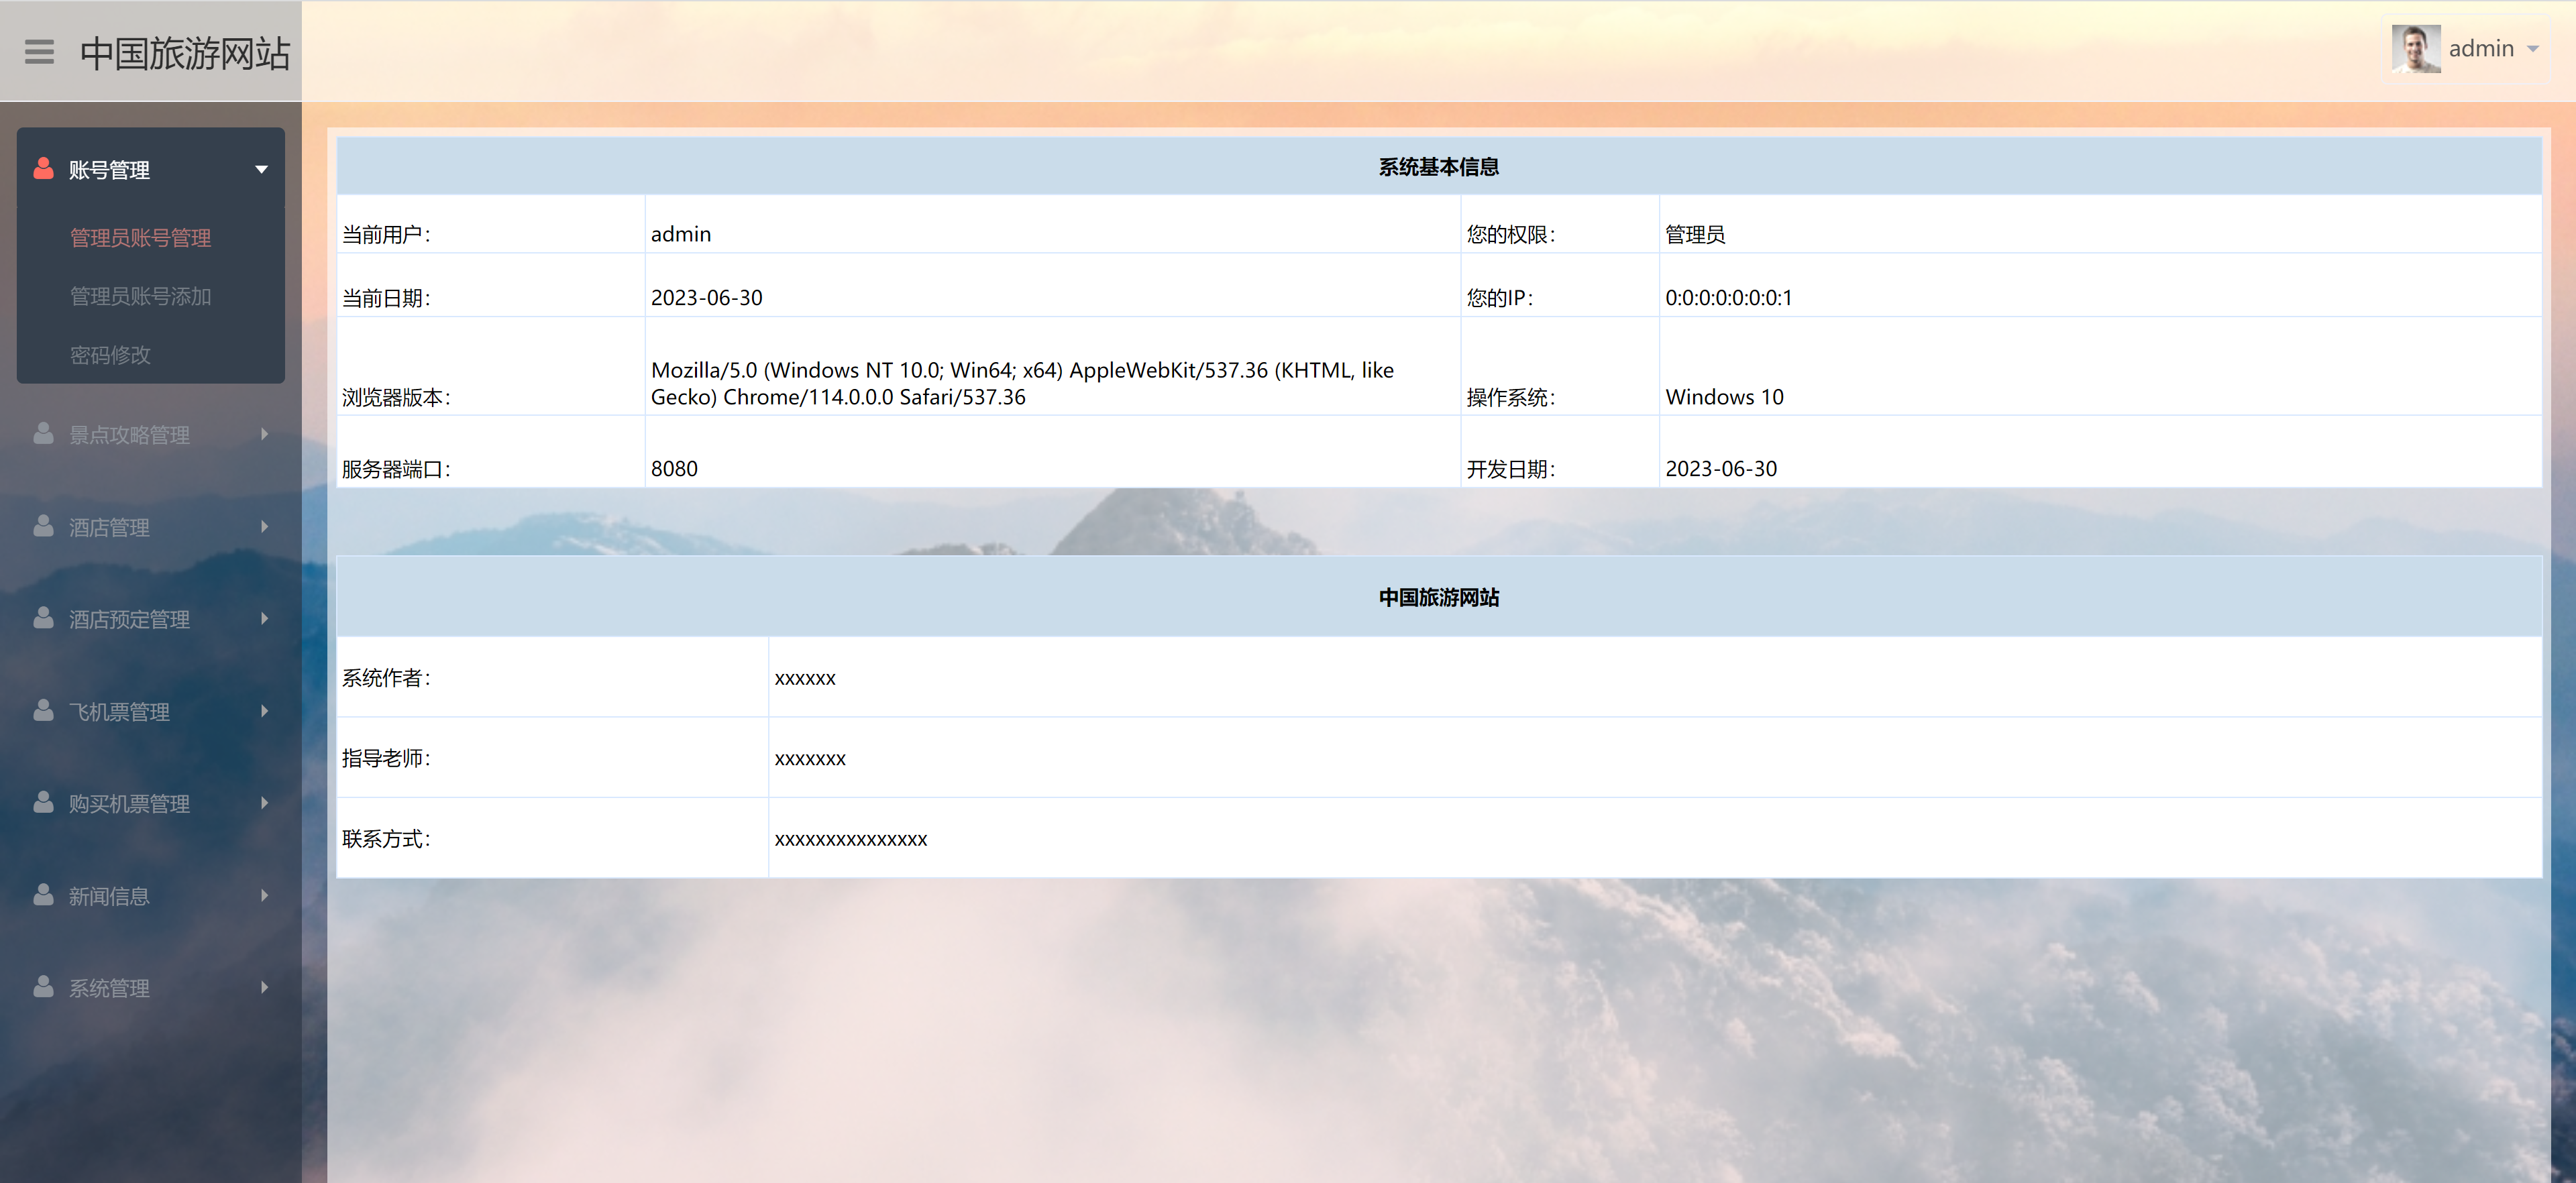 中国旅游网站
admin
账号管理
管理员账号管理
管理员账号添加
密码修改
景点攻略管理
酒店管理
酒店预定管理
飞机票管理
购买机票管理
新闻信息
系统管理
系统基本信息
当前用户： admin 您的权限： 管理员
当前日期： 2023-06-30 您的IP： 0:0:0:0:0:0:0:1
浏览器版本： Mozilla/5.0 (Windows NT 10.0; Win64; x64) AppleWebKit/537.36 (KHTML, like
Gecko) Chrome/114.0.0.0 Safari/537.36 操作系统： Windows 10
服务器端口： 8080 开发日期： 2023-06-30
中国旅游网站
系统作者： xxxxxx
指导老师： xxxxxxx
联系方式： xxxxxxxxxxxxxxx